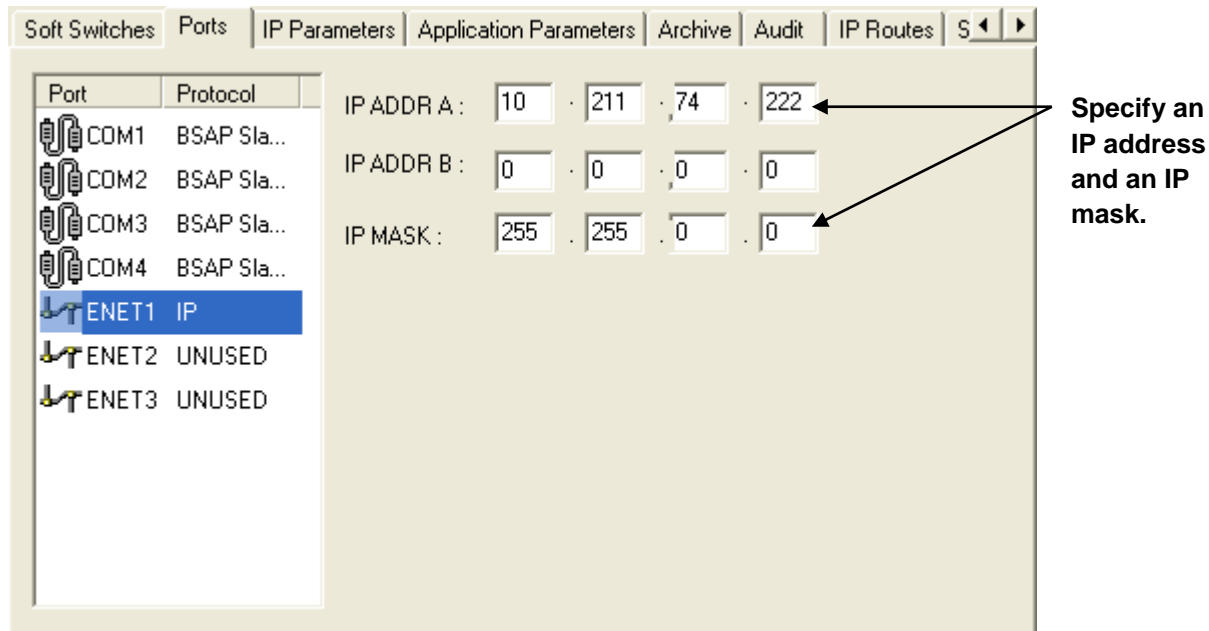 Soft Switches Ports IP Parameters Application Parameters Archive Audit IP Routes S
Port Protocol
COM1 BSAP Sla...
COM2 BSAP Sla...
COM3 BSAP Sla...
COM4 BSAP Sla...
ENET1 IP
ENET2 UNUSED
ENET3 UNUSED
IP ADDR A : 10 . 211 . 74 . 222
IP ADDR B : 0 . 0 . 0 . 0
IP MASK : 255 . 255 . 0 . 0
Specify an
IP address
and an IP
mask.